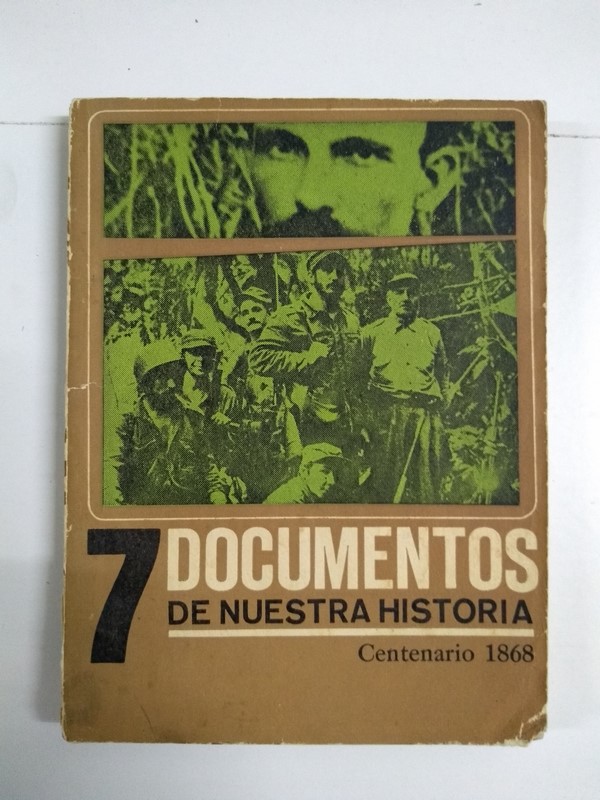 7 DOCUMENTOS
DE NUESTRA HISTORIA
Centenario 1868